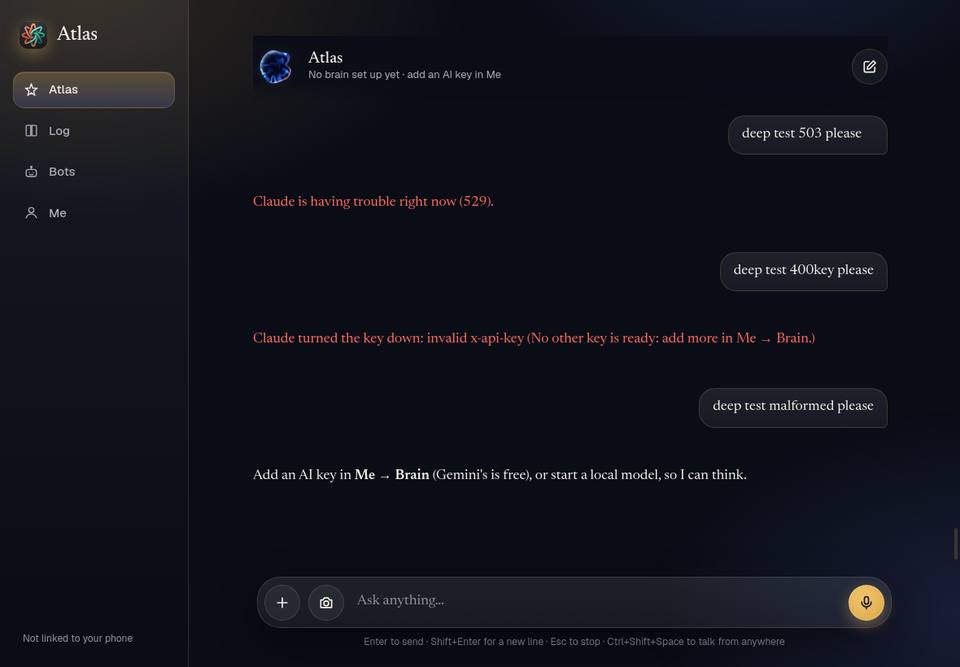 Atlas
Atlas
Log
Bots
Me
Not linked to your phone
Atlas
No brain set up yet · add an AI key in Me
deep test 503 please
Claude is having trouble right now (529).
deep test 400key please
Claude turned the key down: invalid x-api-key (No other key is ready: add more in Me → Brain.)
deep test malformed please
Add an AI key in Me → Brain (Gemini's is free), or start a local model, so I can think.
Ask anything...
Enter to send · Shift+Enter for a new line · Esc to stop · Ctrl+Shift+Space to talk from anywhere